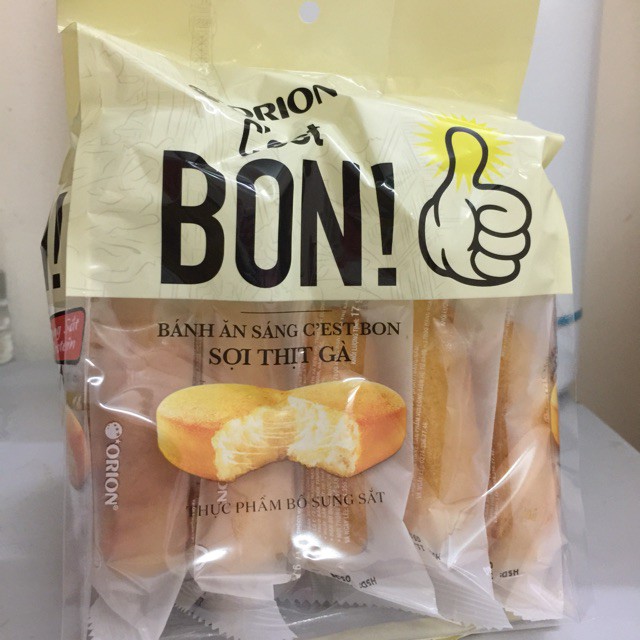 ORION
C'est
BON!
BÁNH ĂN SÁNG C'EST BON
SỢI THỊT GÀ
ORION
THỰC PHẨM BỔ SUNG SẮT